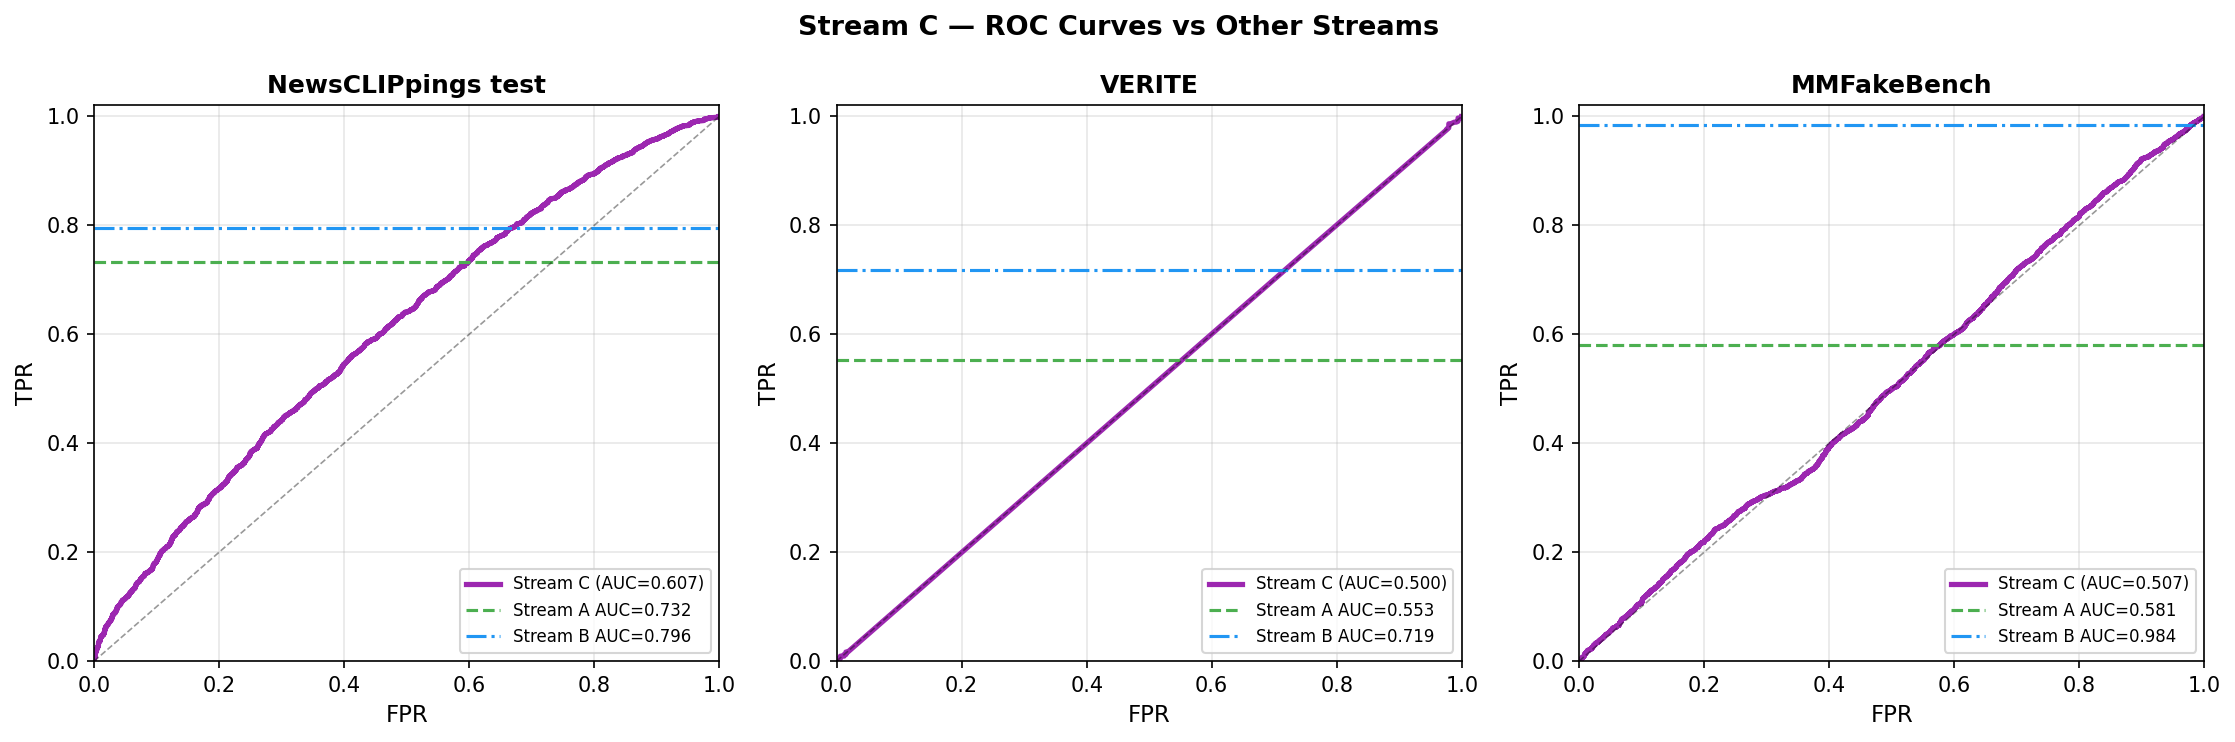 Stream C — ROC Curves vs Other Streams
NewsCLIPpings test
TPR
1.0
0.8
0.6
0.4
0.2
0.0
0.0 0.2 0.4 0.6 0.8 1.0
FPR
Stream C (AUC=0.607)
Stream A AUC=0.732
Stream B AUC=0.796
VERITE
TPR
1.0
0.8
0.6
0.4
0.2
0.0
0.0 0.2 0.4 0.6 0.8 1.0
FPR
Stream C (AUC=0.500)
Stream A AUC=0.553
Stream B AUC=0.719
MMFakeBench
TPR
1.0
0.8
0.6
0.4
0.2
0.0
0.0 0.2 0.4 0.6 0.8 1.0
FPR
Stream C (AUC=0.507)
Stream A AUC=0.581
Stream B AUC=0.984